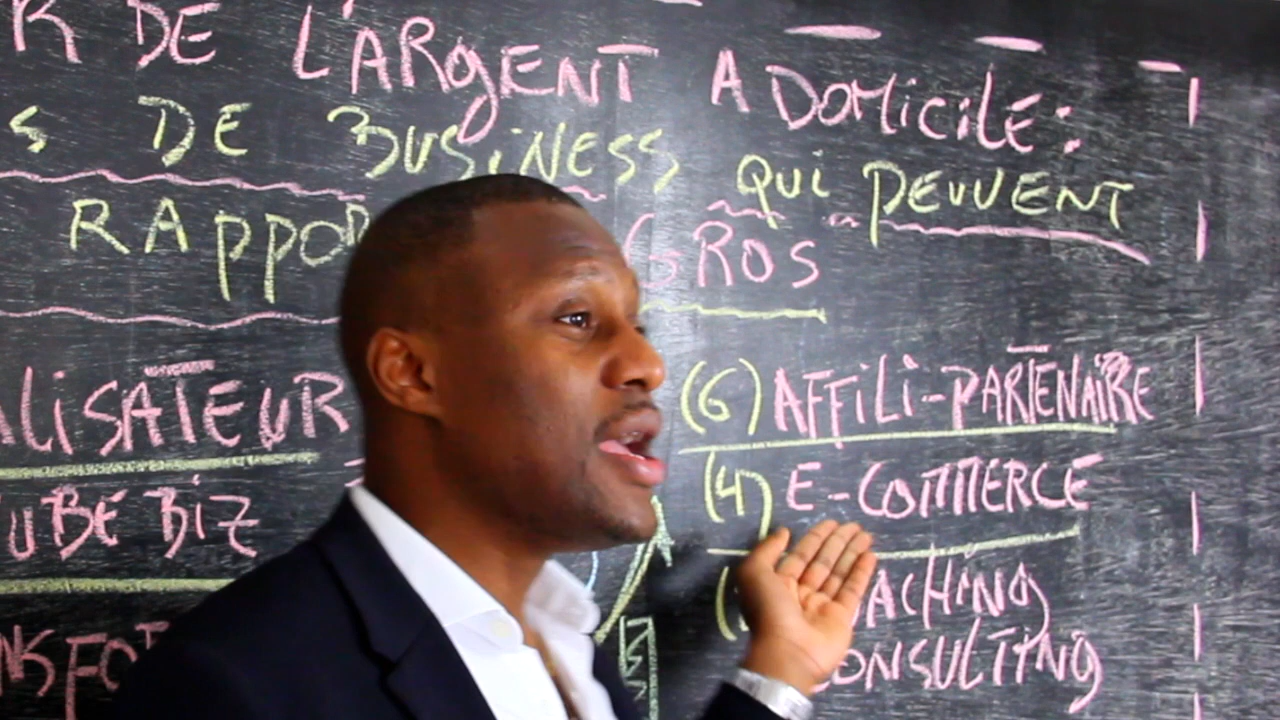 R DE L'ARGENT A DOMICILE:
S DE BUSINESS QUI PEUVENT
RAPPOR GROS
ALISATEUR
(6) AFFILI-PARTENAIRE
UBE BIZ
(4) E-COMMERCE
NSFOR
ACHING
ONSULTING